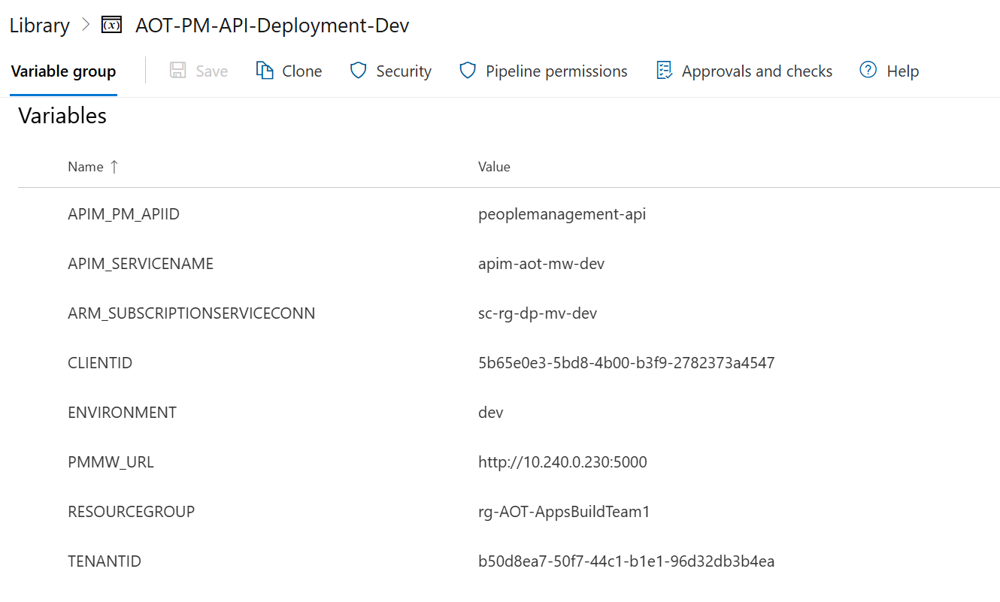 Library > (x) AOT-PM-API-Deployment-Dev
Variable group Save Clone Security Pipeline permissions Approvals and checks ? Help
Variables
Name ↑ Value
APIM_PM_APIID peoplemanagement-api
APIM_SERVICENAME apim-aot-mw-dev
ARM_SUBSCRIPTIONSERVICECONN sc-rg-dp-mv-dev
CLIENTID 5b65e0e3-5bd8-4b00-b3f9-2782373a4547
ENVIRONMENT dev
PMMW_URL http://10.240.0.230:5000
RESOURCEGROUP rg-AOT-AppsBuildTeam1
TENANTID b50d8ea7-50f7-44c1-b1e1-96d32db3b4ea